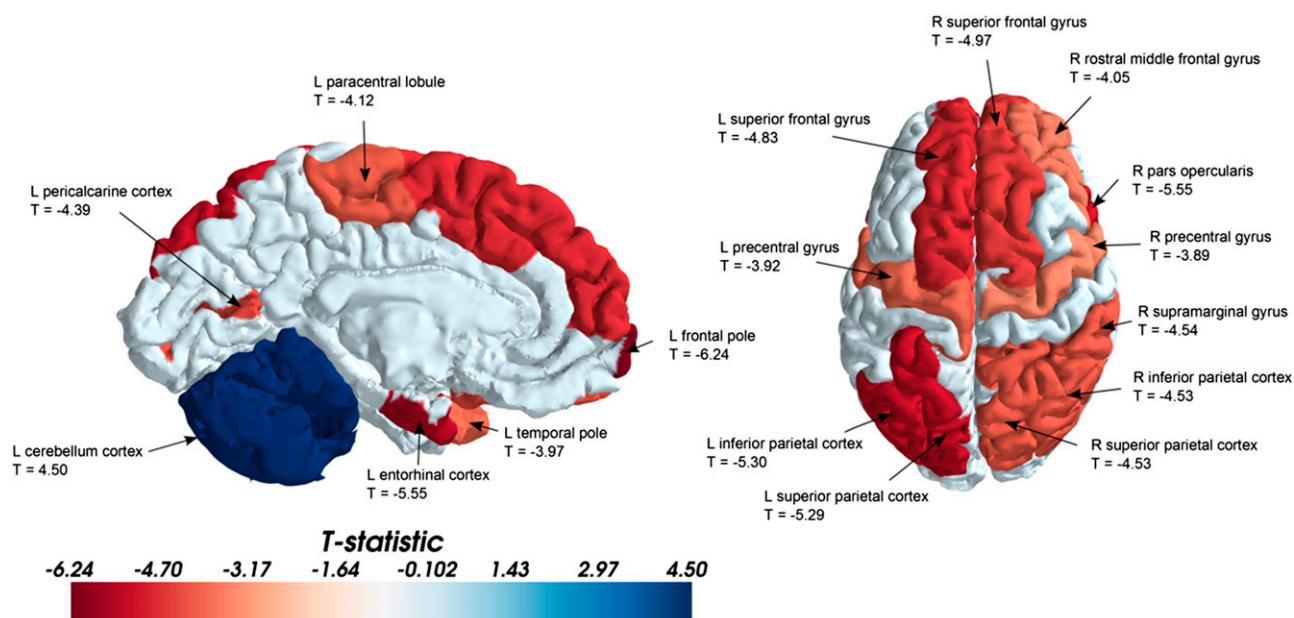 L paracentral lobule
T = -4.12
L pericalcarine cortex
T = -4.39
L frontal pole
T = -6.24
L cerebellum cortex
T = 4.50
L temporal pole
T = -3.97
L entorhinal cortex
T = -5.55
R superior frontal gyrus
T = -4.97
R rostral middle frontal gyrus
T = -4.05
L superior frontal gyrus
T = -4.83
R pars opercularis
T = -5.55
L precentral gyrus
T = -3.92
R precentral gyrus
T = -3.89
R supramarginal gyrus
T = -4.54
R inferior parietal cortex
T = -4.53
L inferior parietal cortex
T = -5.30
R superior parietal cortex
T = -4.53
L superior parietal cortex
T = -5.29
T-statistic
-6.24 -4.70 -3.17 -1.64 -0.102 1.43 2.97 4.50